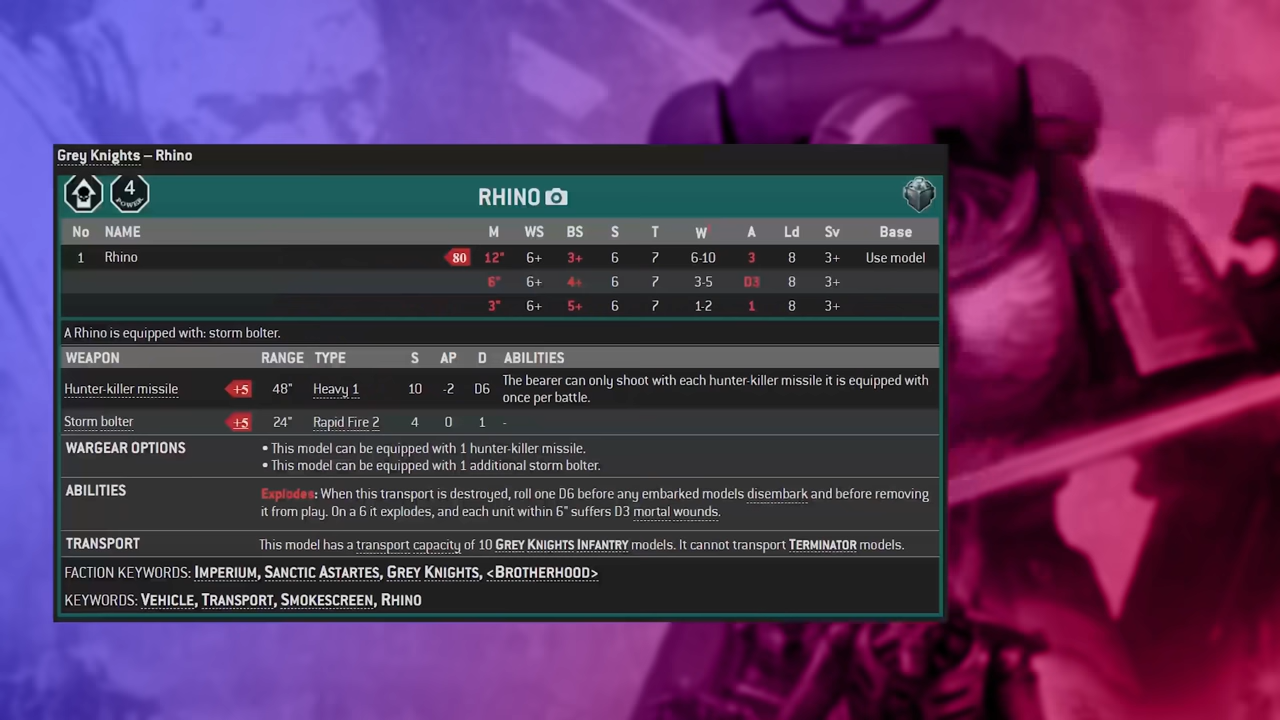 Grey Knights – Rhino
4
POWER
RHINO
No NAME M WS BS S T W A Ld Sv Base
1 Rhino 80 12" 6+ 3+ 6 7 6-10 3 8 3+ Use model
6" 6+ 4+ 6 7 3-5 D3 8 3+
3" 6+ 5+ 6 7 1-2 1 8 3+
A Rhino is equipped with: storm bolter.
WEAPON RANGE TYPE S AP D ABILITIES
Hunter-killer missile +5 48" Heavy 1 10 -2 D6 The bearer can only shoot with each hunter-killer missile it is equipped with
once per battle.
Storm bolter +5 24" Rapid Fire 2 4 0 1 -
WARGEAR OPTIONS • This model can be equipped with 1 hunter-killer missile.
• This model can be equipped with 1 additional storm bolter.
ABILITIES Explodes: When this transport is destroyed, roll one D6 before any embarked models disembark and before removing
it from play. On a 6 it explodes, and each unit within 6" suffers D3 mortal wounds.
TRANSPORT This model has a transport capacity of 10 GREY KNIGHTS INFANTRY models. It cannot transport TERMINATOR models.
FACTION KEYWORDS: IMPERIUM, SANCTIC ASTARTES, GREY KNIGHTS, <BROTHERHOOD>
KEYWORDS: VEHICLE, TRANSPORT, SMOKESCREEN, RHINO